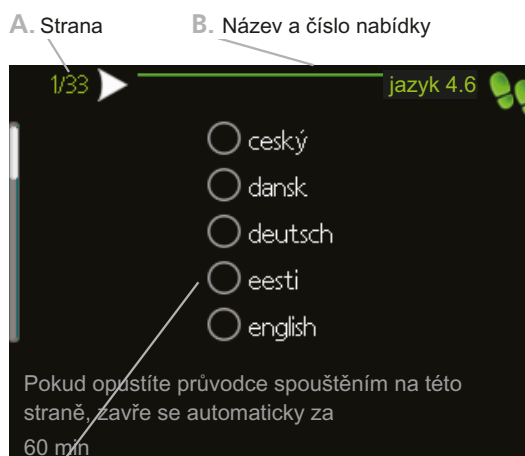 A. Strana
B. Název a číslo nabídky
1/33
jazyk 4.6
ceský
dansk
deutsch
eesti
english
Pokud opustíte průvodce spouštěním na této
straně, zavře se automaticky za
60 min